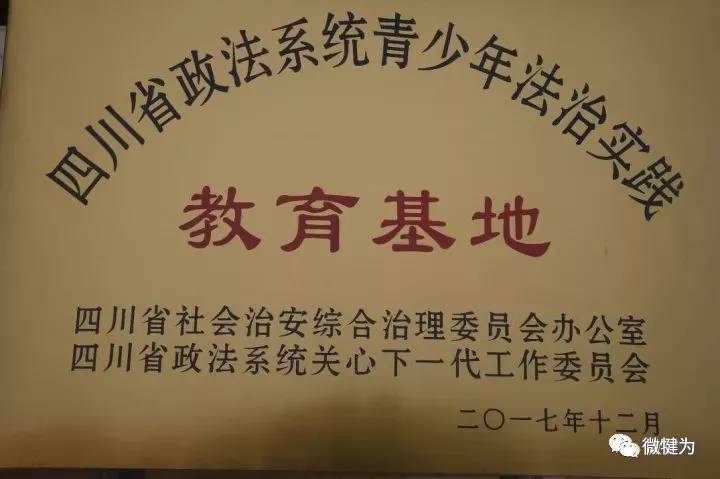 四川省政法系统青少年法治实践
教育基地
四川省社会治安综合治理委员会办公室
四川省政法系统关心下一代工作委员会
二〇一七年十二月
微犍为